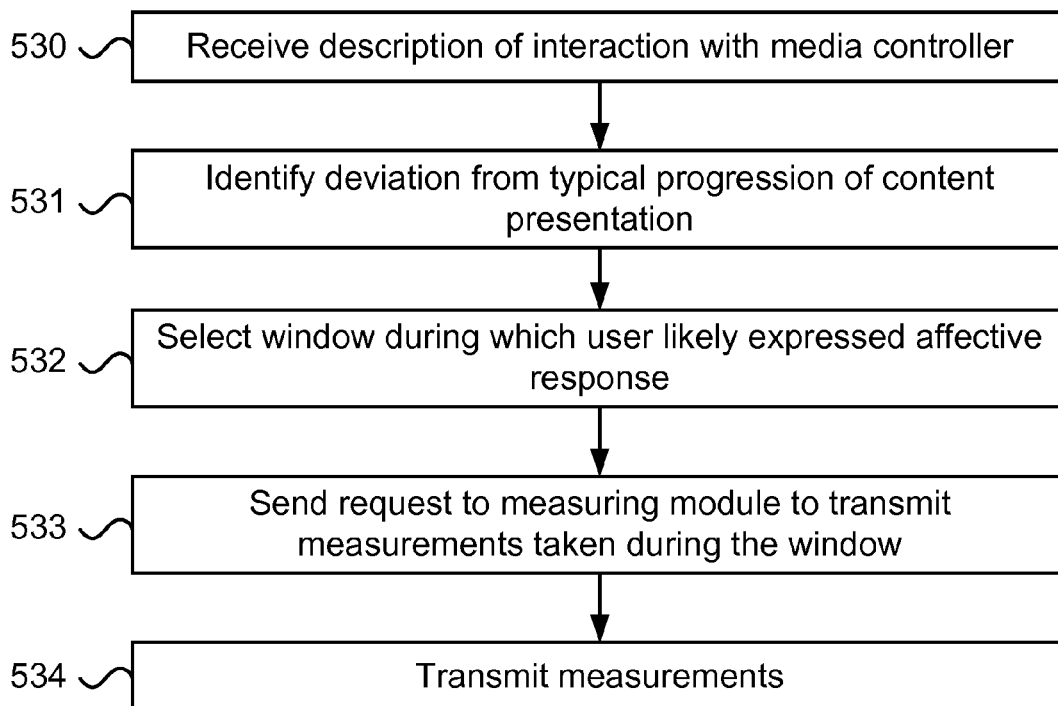 530
Receive description of interaction with media controller
531
Identify deviation from typical progression of content
presentation
532
Select window during which user likely expressed affective
response
533
Send request to measuring module to transmit
measurements taken during the window
534
Transmit measurements